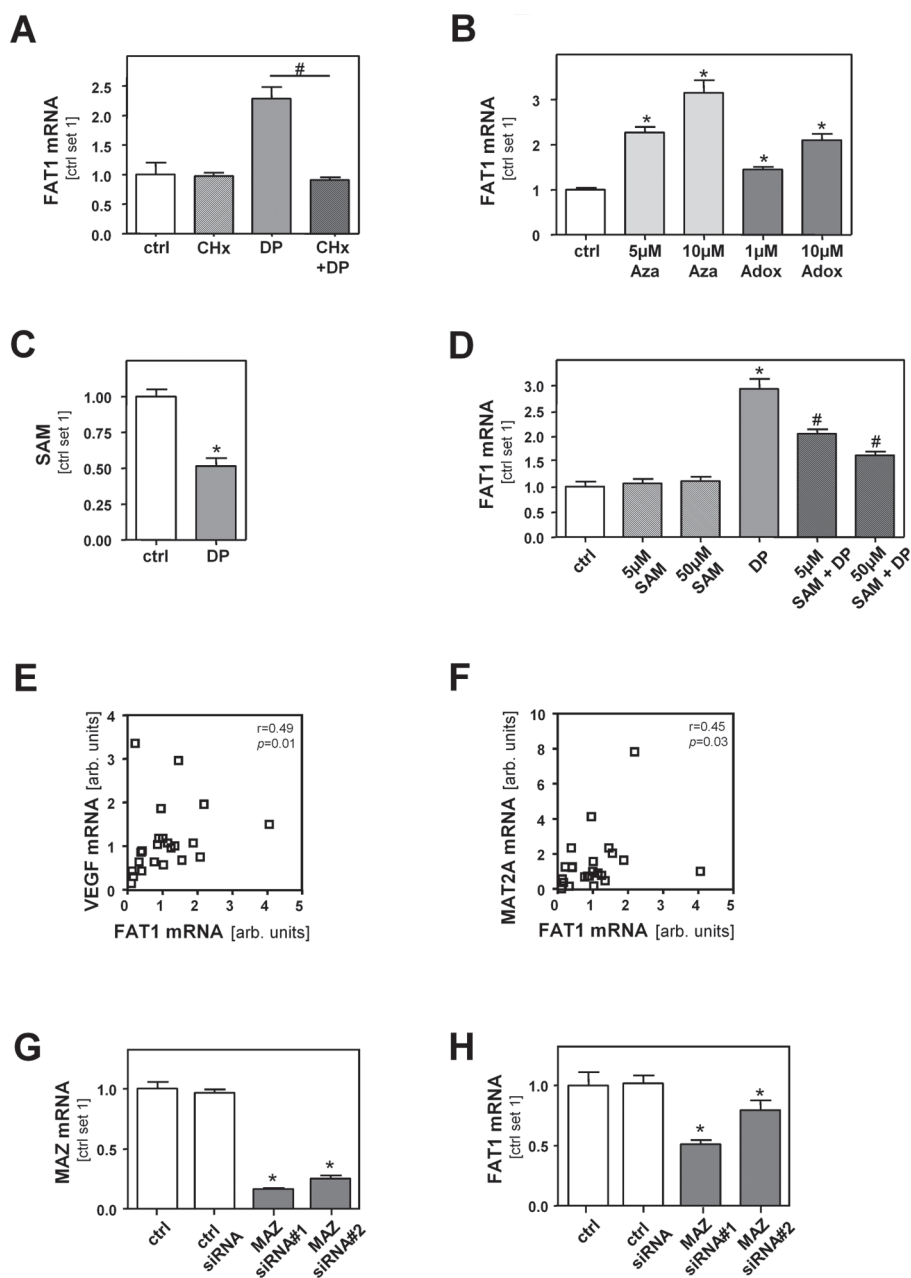 A
FAT1 mRNA
[ctrl set 1]
2.5
2.0
1.5
1.0
0.5
0.0
#
ctrl
CHx
DP
CHx
+DP
B
FAT1 mRNA
[ctrl set 1]
3
2
1
0
*
*
*
*
ctrl
5µM
Aza
10µM
Aza
1µM
Adox
10µM
Adox
C
SAM
[ctrl set 1]
1.00
0.75
0.50
0.25
0.00
*
ctrl
DP
D
FAT1 mRNA
[ctrl set 1]
3.0
2.5
2.0
1.5
1.0
0.5
0.0
*
#
#
ctrl
5µM
SAM
50µM
SAM
DP
5µM
SAM + DP
50µM
SAM + DP
E
VEGF mRNA [arb. units]
4
3
2
1
0
r=0.49
p=0.01
0 1 2 3 4 5
FAT1 mRNA [arb. units]
F
MAT2A mRNA [arb. units]
10
8
6
4
2
0
r=0.45
p=0.03
0 1 2 3 4 5
FAT1 mRNA [arb. units]
G
MAZ mRNA
[ctrl set 1]
1.0
0.5
0.0
*
*
ctrl
ctrl
siRNA
MAZ
siRNA#1
MAZ
siRNA#2
H
FAT1 mRNA
[ctrl set 1]
1.0
0.5
0.0
*
*
ctrl
ctrl
siRNA
MAZ
siRNA#1
MAZ
siRNA#2